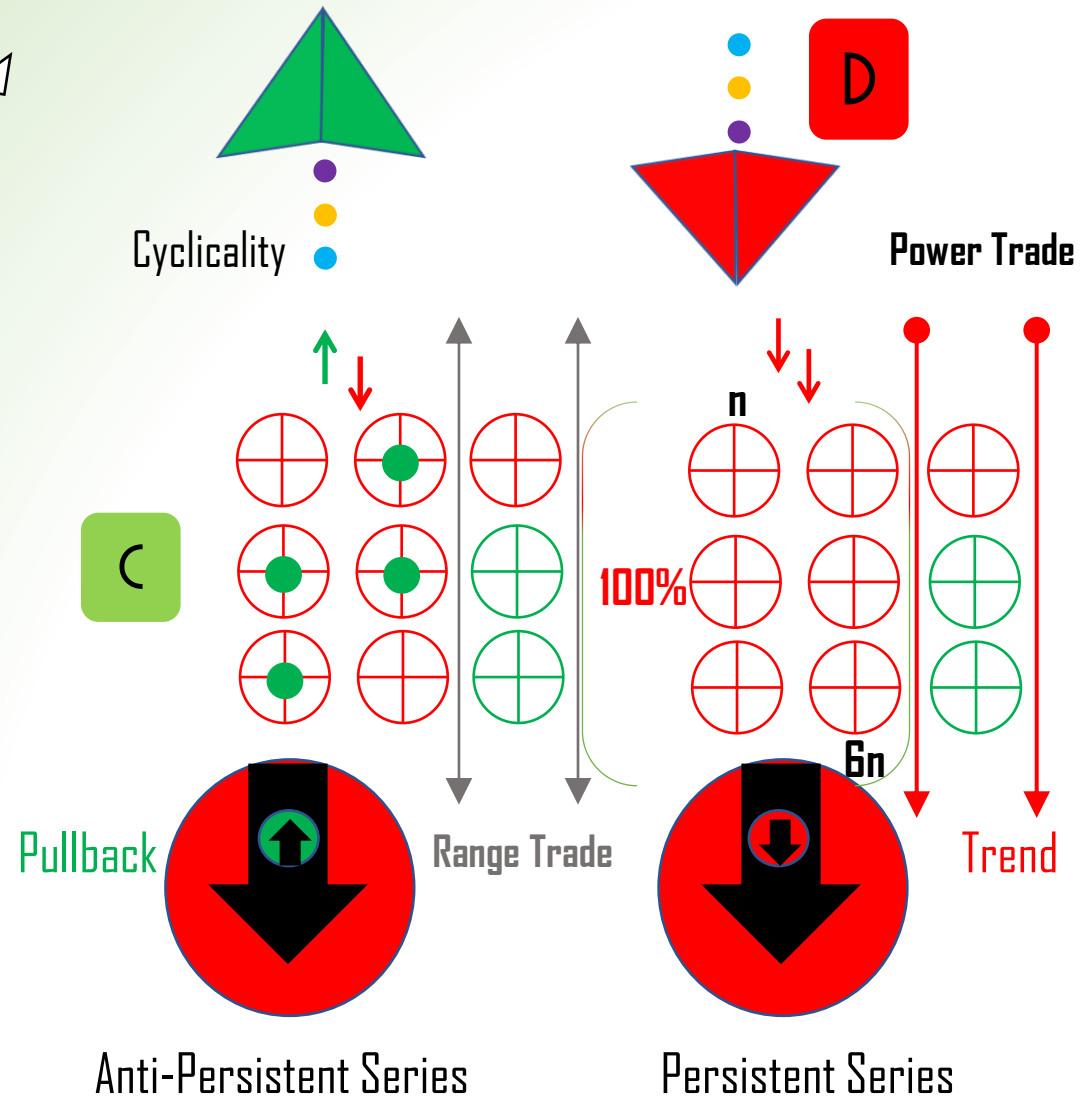 D
Cyclicality
Power Trade
n
C
100%
6n
Pullback
Range Trade
Trend
Anti-Persistent Series
Persistent Series